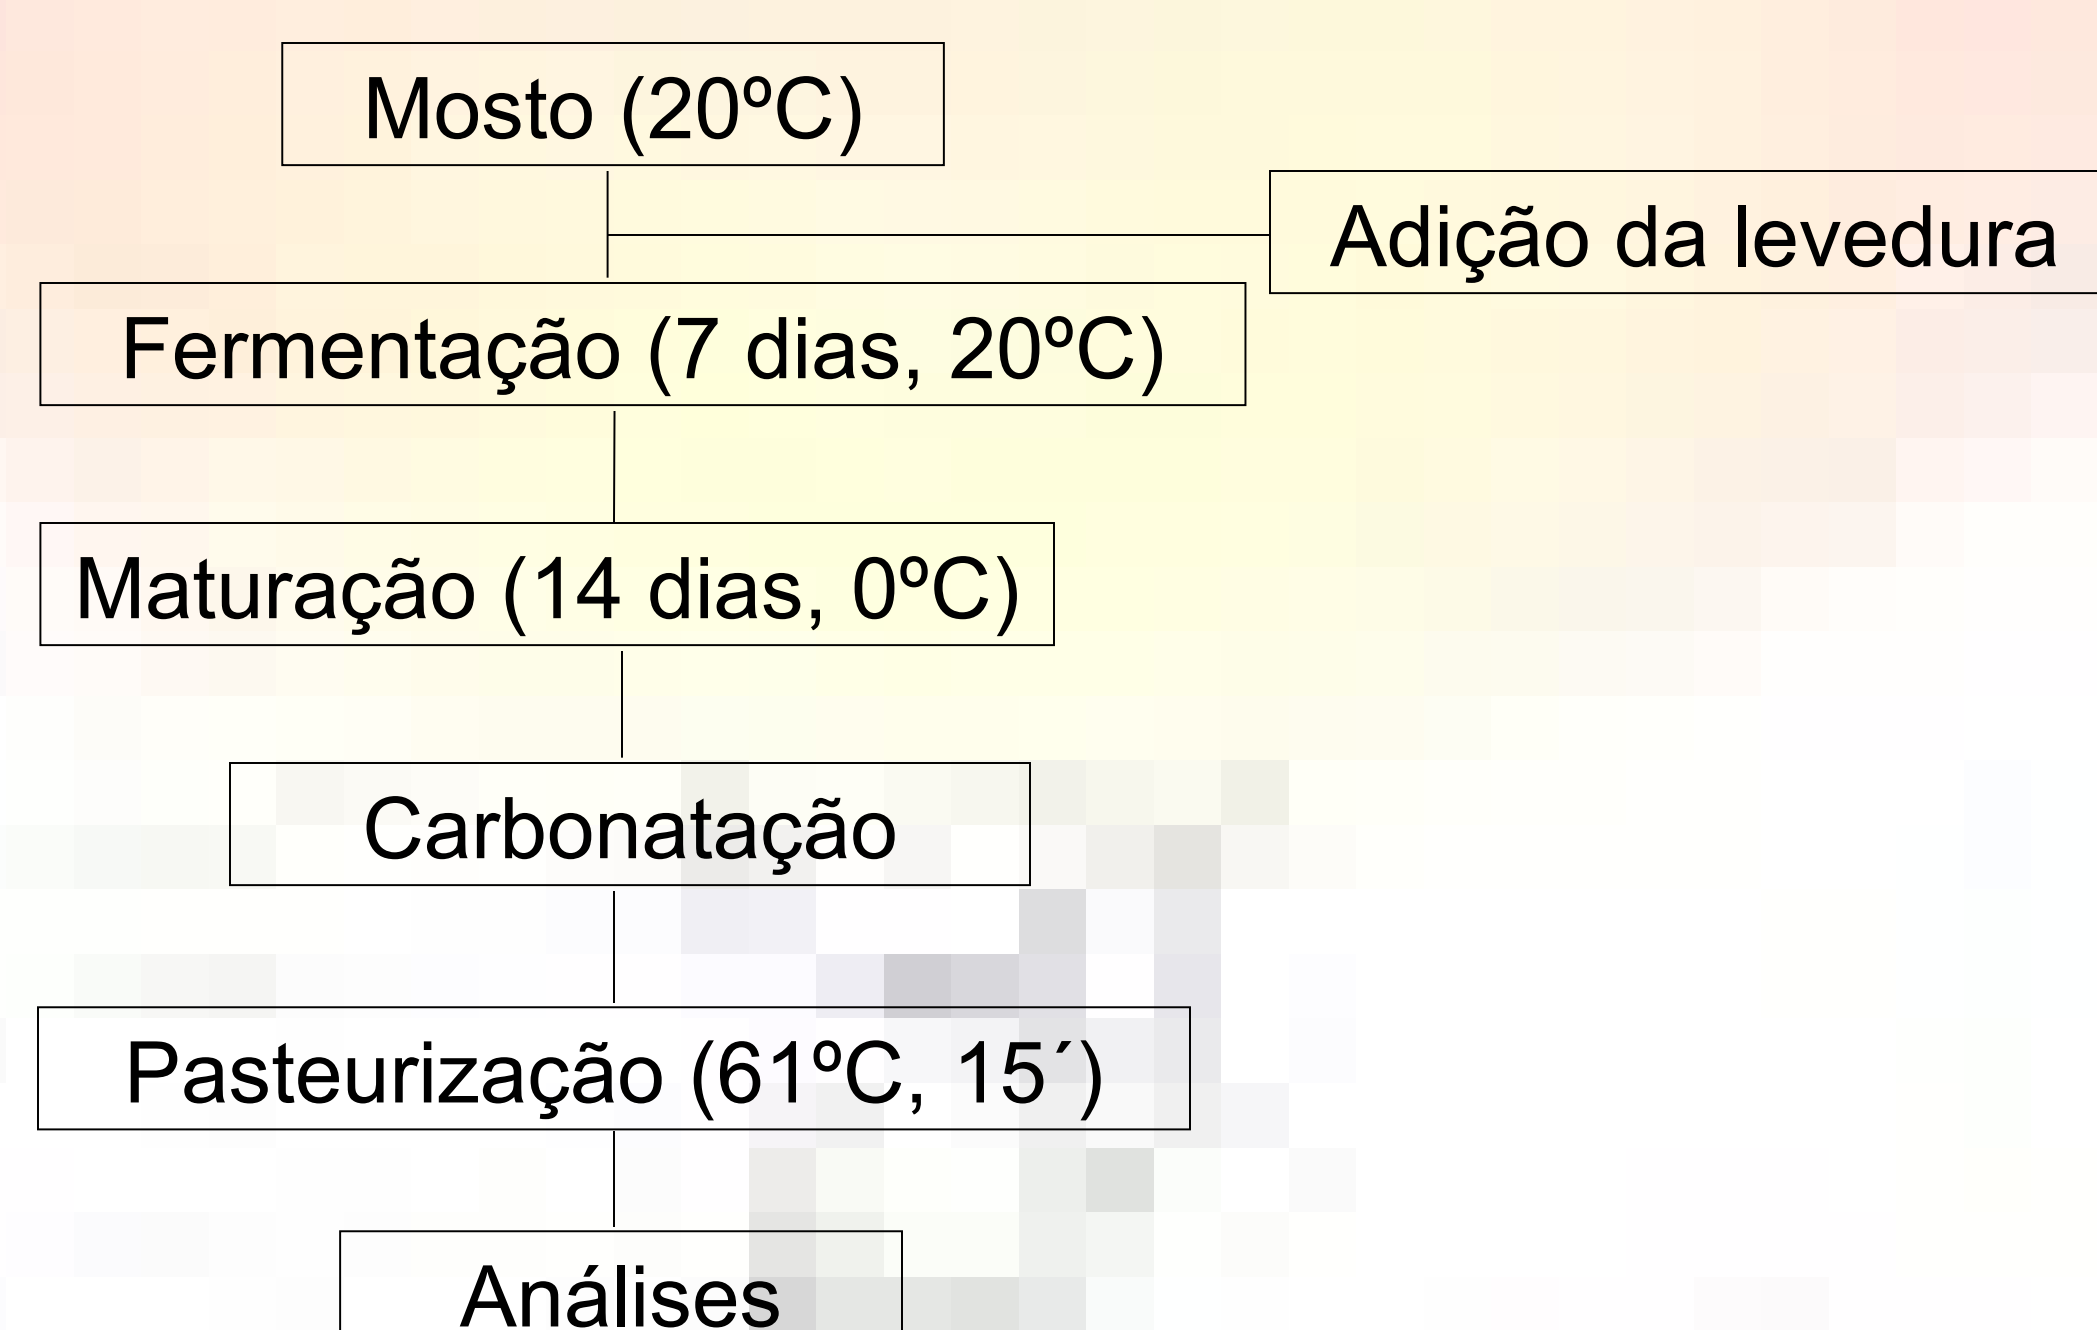 Mosto (20ºC)
Adição da levedura
Fermentação (7 dias, 20ºC)
Maturação (14 dias, 0ºC)
Carbonatação
Pasteurização (61ºC, 15´)
Análises